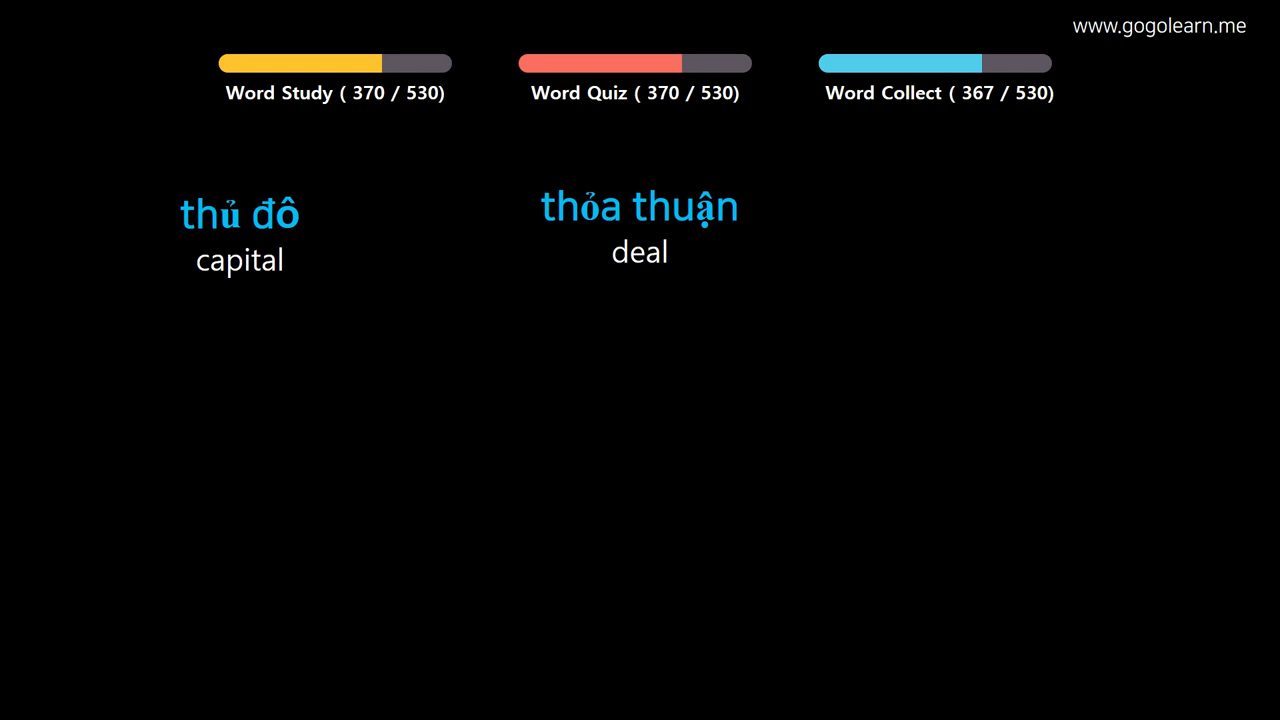 www.gogolearn.me
Word Study ( 370 / 530)
Word Quiz ( 370 / 530)
Word Collect ( 367 / 530)
thủ đô
capital
thỏa thuận
deal